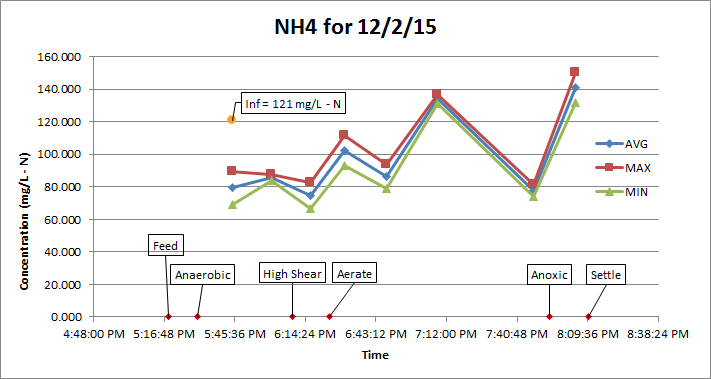 NH4 for 12/2/15
160.000
140.000
120.000
100.000
80.000
60.000
40.000
20.000
0.000
Concentration (mg/L - N)
Inf = 121 mg/L - N
AVG
MAX
MIN
Feed
Anaerobic
High Shear
Aerate
Anoxic
Settle
4:48:00 PM 5:16:48 PM 5:45:36 PM 6:14:24 PM 6:43:12 PM 7:12:00 PM 7:40:48 PM 8:09:36 PM 8:38:24 PM
Time